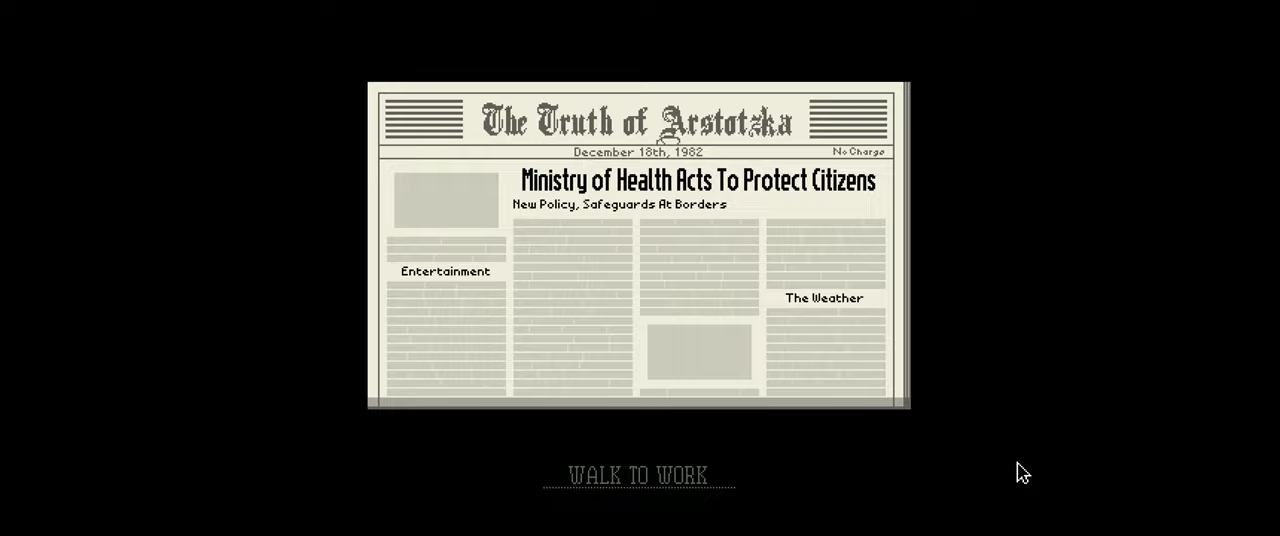 The Truth of Arstotzka
December 18th, 1982
No Charge
Ministry of Health Acts To Protect Citizens
New Policy, Safeguards At Borders
Entertainment
The Weather
WALK TO WORK